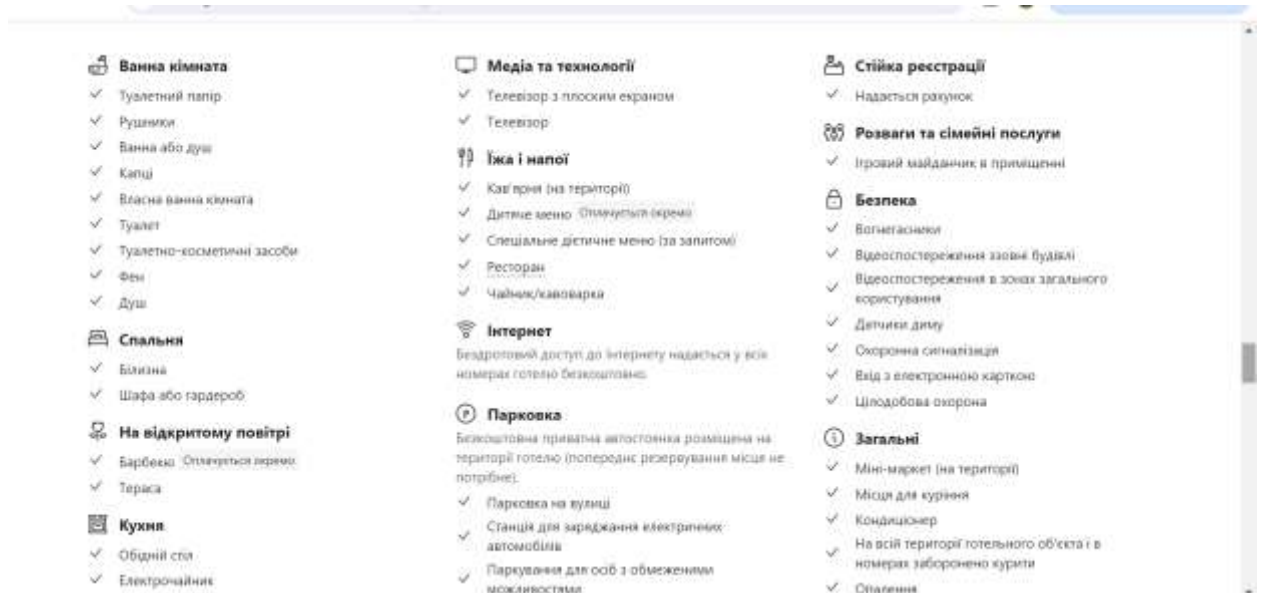 Ванна кімната
Туалетний папір
Рушники
Ванна або душ
Капці
Власна ванна кімната
Туалет
Туалетно-косметичні засоби
Фен
Душ
Спальня
Білизна
Шафа або гардероб
На відкритому повітрі
Барбекю Оплачується окремо
Тераса
Кухня
Обідній стіл
Електрочайник
Медіа та технології
Телевізор з плоским екраном
Телевізор
Їжа і напої
Кав'ярня (на території)
Дитяче меню Оплачується окремо
Спеціальне дієтичне меню (за запитом)
Ресторан
Чайник/кавоварка
Інтернет
Бездротовий доступ до Інтернету надається у всіх
номерах готелю безкоштовно.
Парковка
Безкоштовна приватна автостоянка розміщена на
території готелю (попереднє резервування місця не
потрібне).
Парковка на вулиці
Станція для заряджання електричних
автомобілів
Паркування для осіб з обмеженими
можливостями
Стійка реєстрації
Надається рахунок
Розваги та сімейні послуги
Ігровий майданчик в приміщенні
Безпека
Вогнегасники
Відеоспостереження ззовні будівлі
Відеоспостереження в зонах загального
користування
Датчики диму
Охоронна сигналізація
Вхід з електронною карткою
Цілодобова охорона
Загальні
Міні-маркет (на території)
Місця для куріння
Кондиціонер
На всій території готельного об'єкта і в
номерах заборонено курити
Опалення